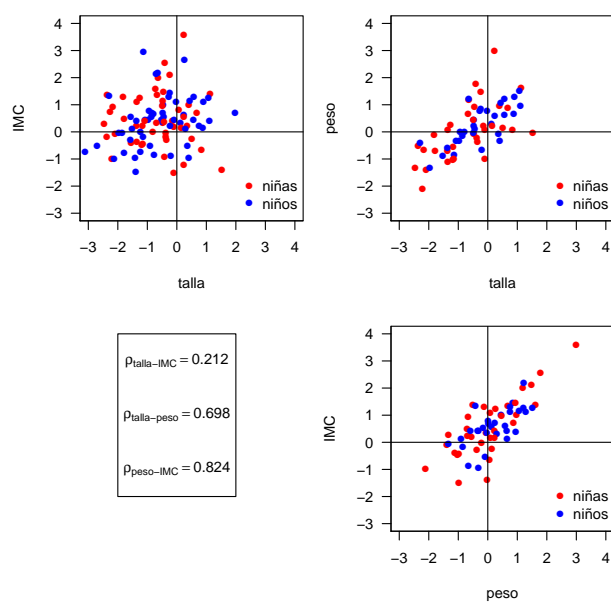 4
3
2
1
0
−1
−2
−3
IMC
niñas
niños
−3 −2 −1 0 1 2 3 4
talla
4
3
2
1
0
−1
−2
−3
peso
niñas
niños
−3 −2 −1 0 1 2 3 4
talla
ρtalla−IMC = 0.212
ρtalla−peso = 0.698
ρpeso−IMC = 0.824
4
3
2
1
0
−1
−2
−3
IMC
niñas
niños
−3 −2 −1 0 1 2 3 4
peso